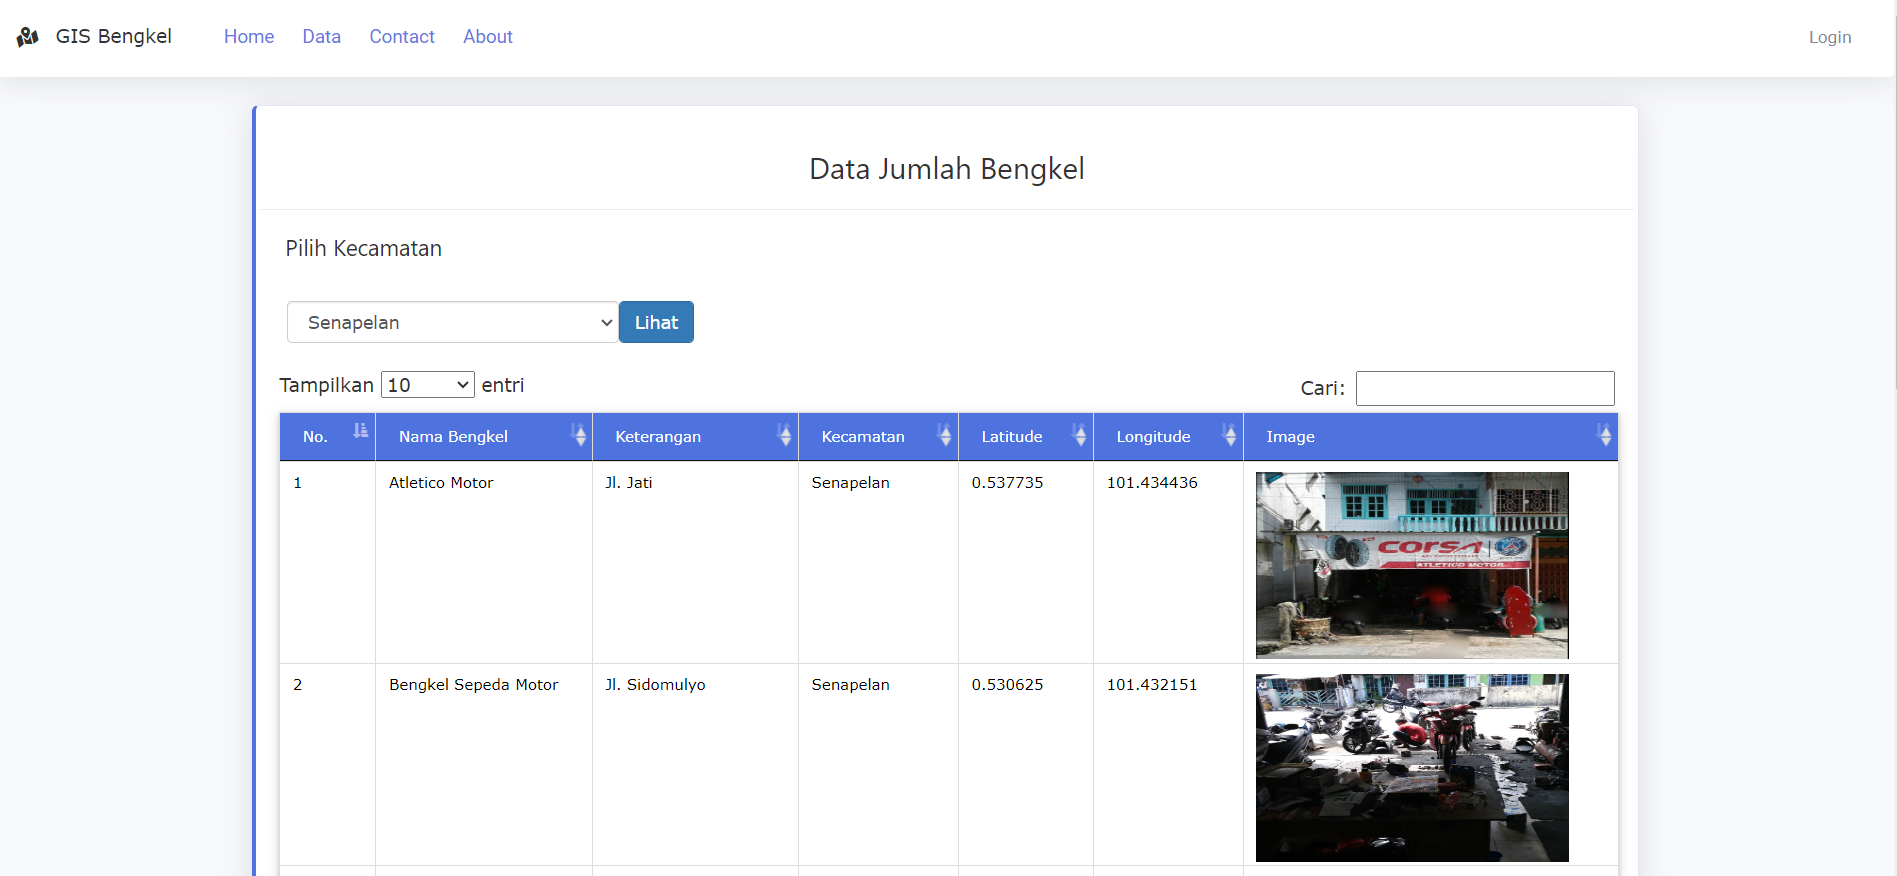 GIS Bengkel Home Data Contact About Login
Data Jumlah Bengkel
Pilih Kecamatan
Senapelan Lihat
Tampilkan 10 entri Cari:
No. Nama Bengkel Keterangan Kecamatan Latitude Longitude Image
1 Atletico Motor Jl. Jati Senapelan 0.537735 101.434436
CORSA
ATLETICO MOTOR
2 Bengkel Sepeda Motor Jl. Sidomulyo Senapelan 0.530625 101.432151